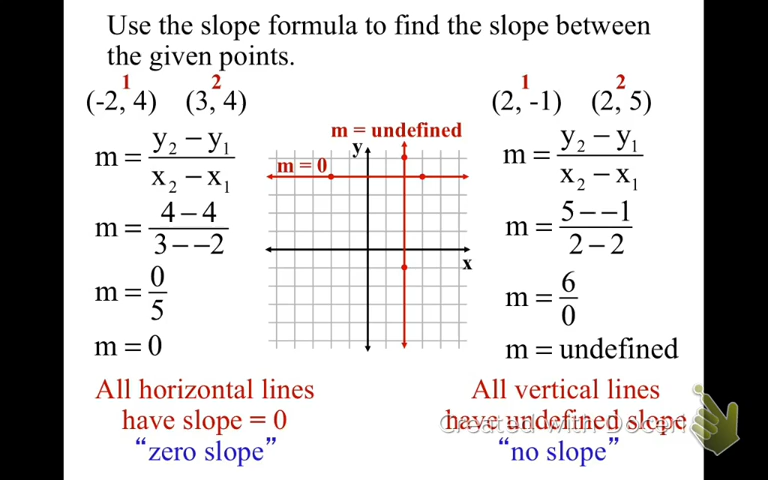 Use the slope formula to find the slope between
the given points.
1 2
(-2, 4) (3, 4)
m = y₂ − y₁ / x₂ − x₁
m = 4 − 4 / 3 − −2
m = 0 / 5
m = 0
All horizontal lines
have slope = 0
“zero slope”
m = undefined
y
m = 0
x
1 2
(2, -1) (2, 5)
m = y₂ − y₁ / x₂ − x₁
m = 5 − −1 / 2 − 2
m = 6 / 0
m = undefined
All vertical lines
have undefined slope
“no slope”
Created with Doceri